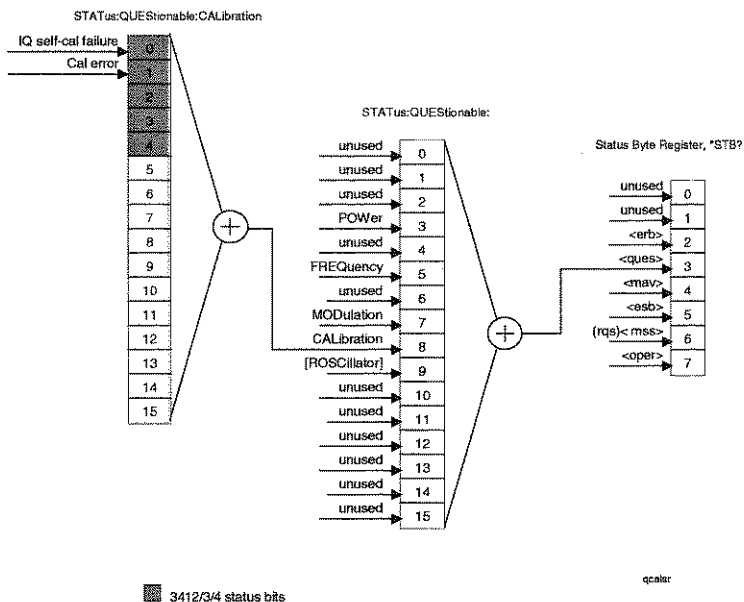 STATus:QUEStionable:CALibration
IQ self-cal failure
0
Cal error
1
2
3
4
5
6
7
8
9
10
11
12
13
14
15
STATus:QUEStionable:
unused
0
unused
1
unused
2
POWer
3
unused
4
FREQuency
5
unused
6
MODulation
7
CALibration
8
[ROSCillator]
9
unused
10
unused
11
unused
12
unused
13
unused
14
unused
15
Status Byte Register, *STB?
unused
0
unused
1
<erb>
2
<ques>
3
<mav>
4
<esb>
5
(rqs)< mss>
6
<oper>
7
qcalar
3412/3/4 status bits